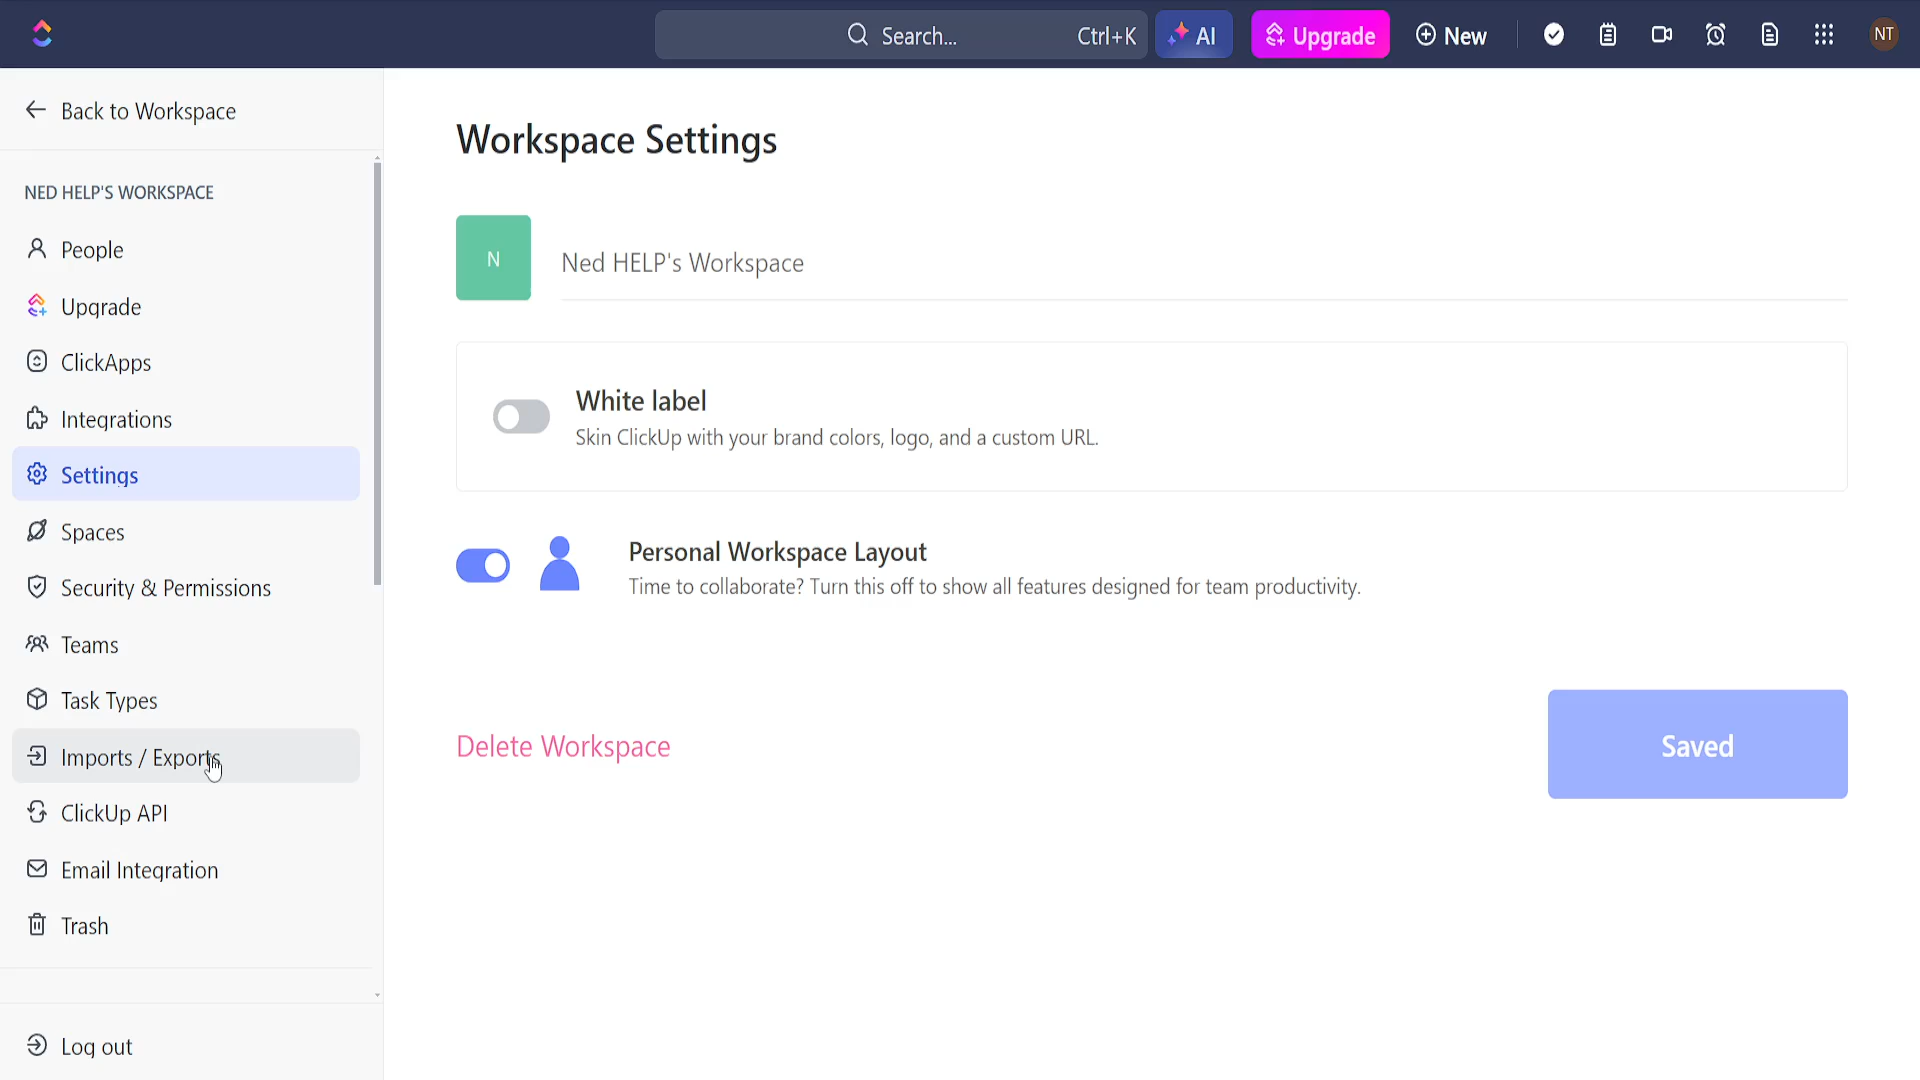 Search...
Ctrl+K
AI
Upgrade
New
NT
Back to Workspace
NED HELP'S WORKSPACE
People
Upgrade
ClickApps
Integrations
Settings
Spaces
Security & Permissions
Teams
Task Types
Imports / Exports
ClickUp API
Email Integration
Trash
Log out
Workspace Settings
N
Ned HELP's Workspace
White label
Skin ClickUp with your brand colors, logo, and a custom URL.
Personal Workspace Layout
Time to collaborate? Turn this off to show all features designed for team productivity.
Delete Workspace
Saved